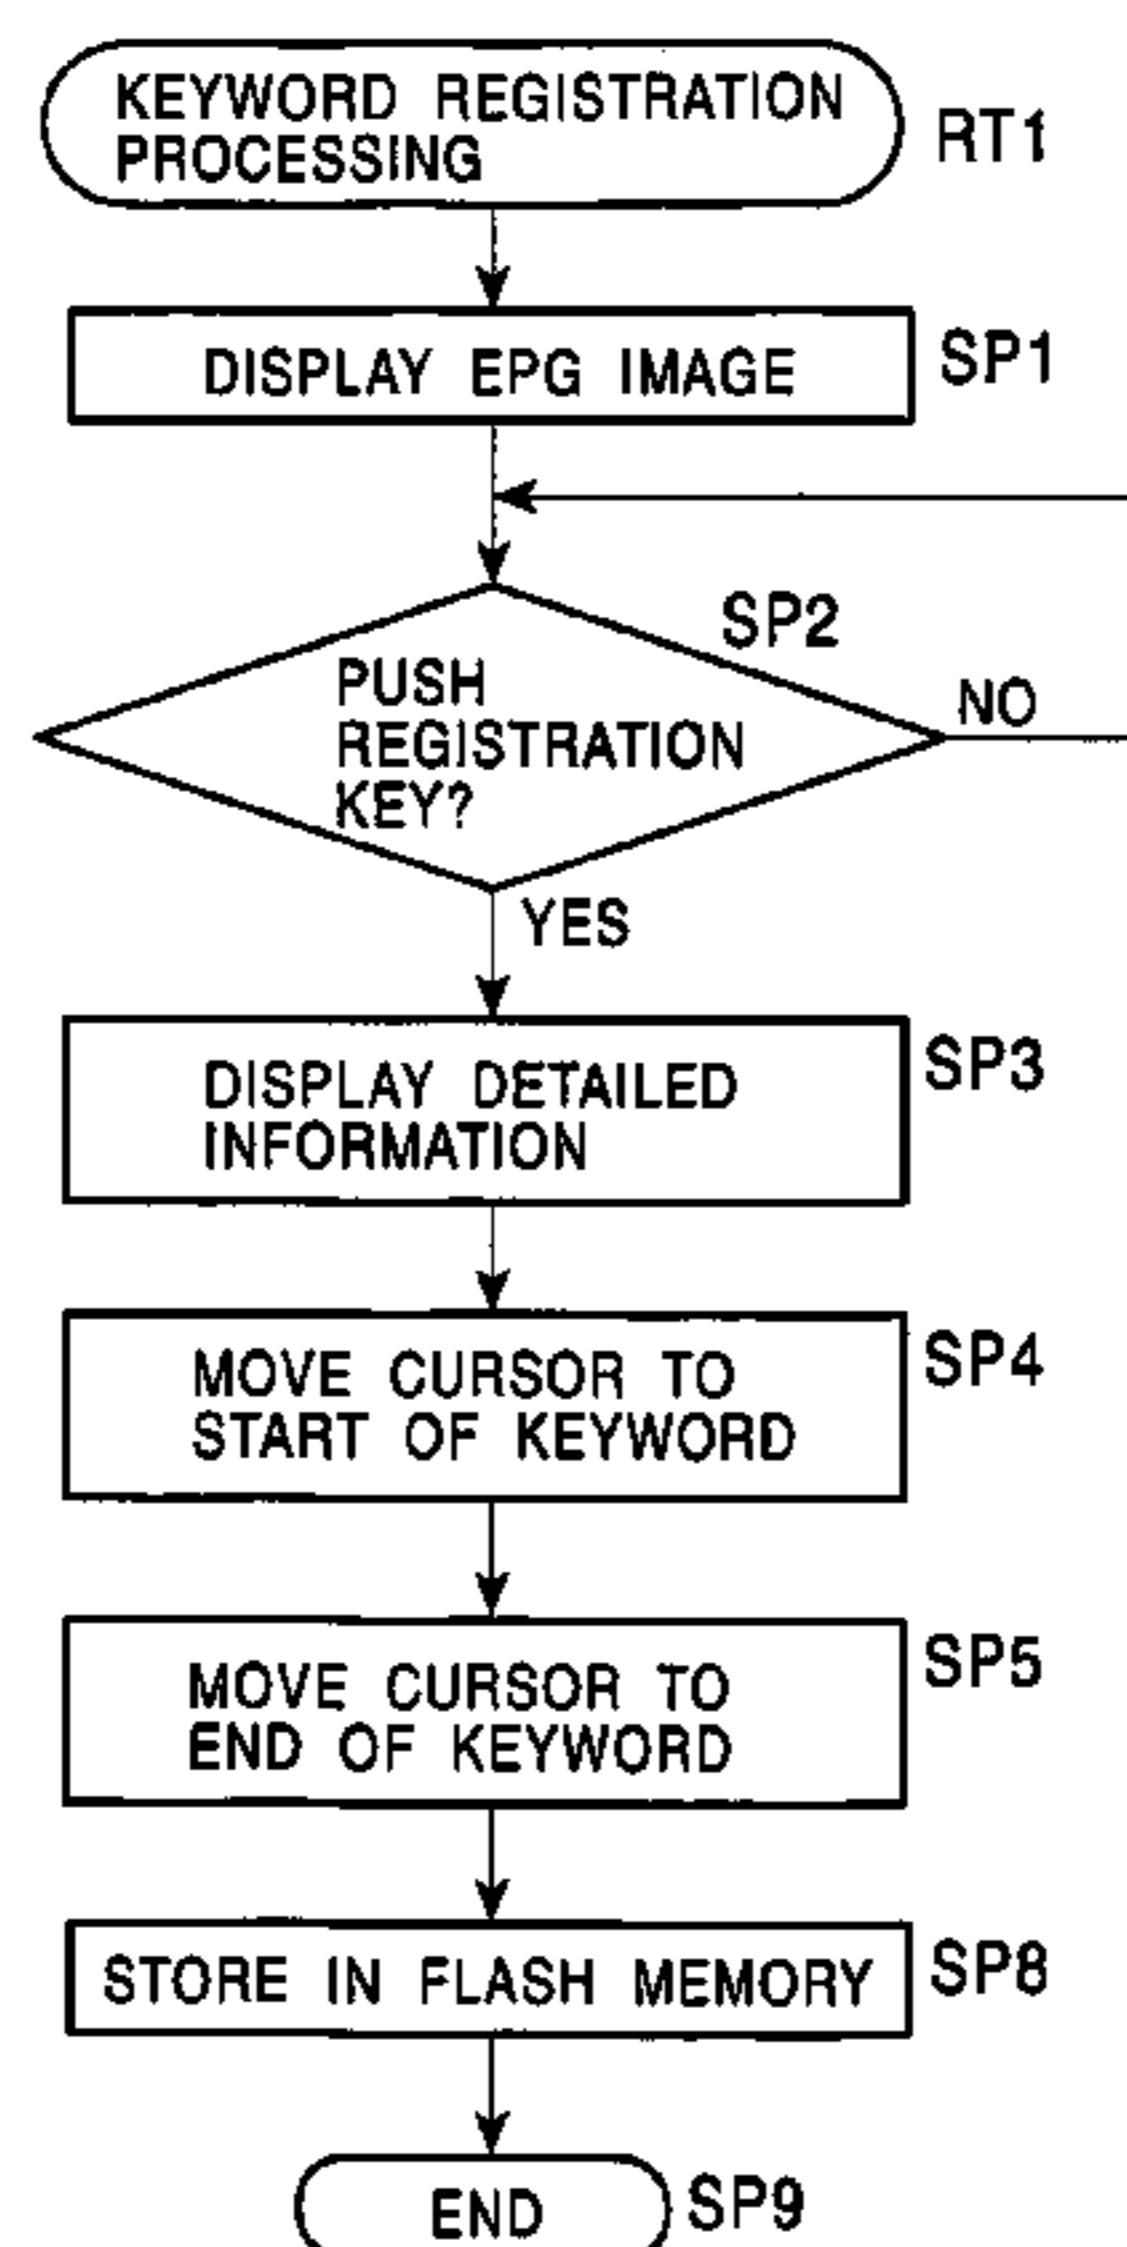 KEYWORD REGISTRATION
PROCESSING
RT1
DISPLAY EPG IMAGE
SP1
SP2
PUSH
REGISTRATION
KEY?
NO
YES
DISPLAY DETAILED
INFORMATION
SP3
MOVE CURSOR TO
START OF KEYWORD
SP4
MOVE CURSOR TO
END OF KEYWORD
SP5
STORE IN FLASH MEMORY
SP8
END
SP9